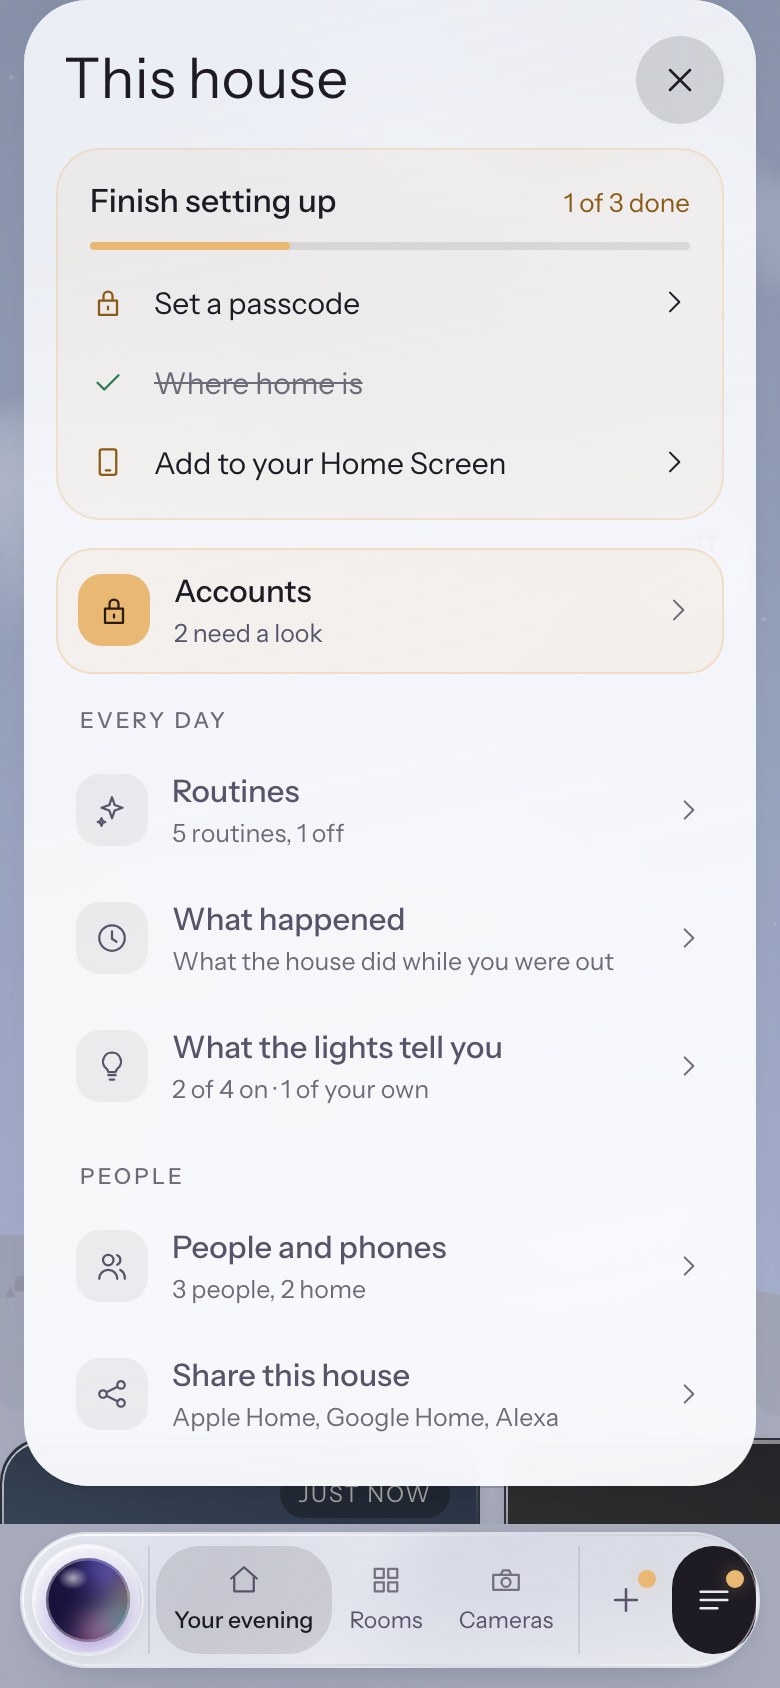 This house
Finish setting up
1 of 3 done
Set a passcode
Where home is
Add to your Home Screen
Accounts
2 need a look
EVERY DAY
Routines
5 routines, 1 off
What happened
What the house did while you were out
What the lights tell you
2 of 4 on · 1 of your own
PEOPLE
People and phones
3 people, 2 home
Share this house
Apple Home, Google Home, Alexa
JUST NOW
Your evening
Rooms
Cameras